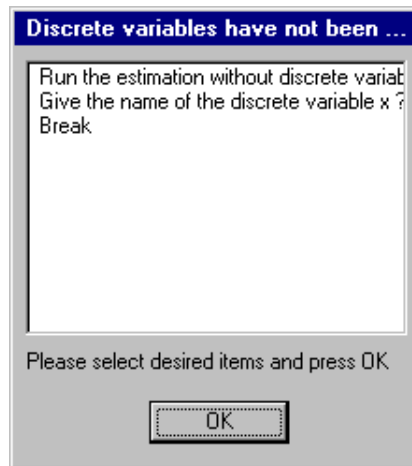 Discrete variables have not been ...
Run the estimation without discrete variab
Give the name of the discrete variable x ?
Break
Please select desired items and press OK
OK